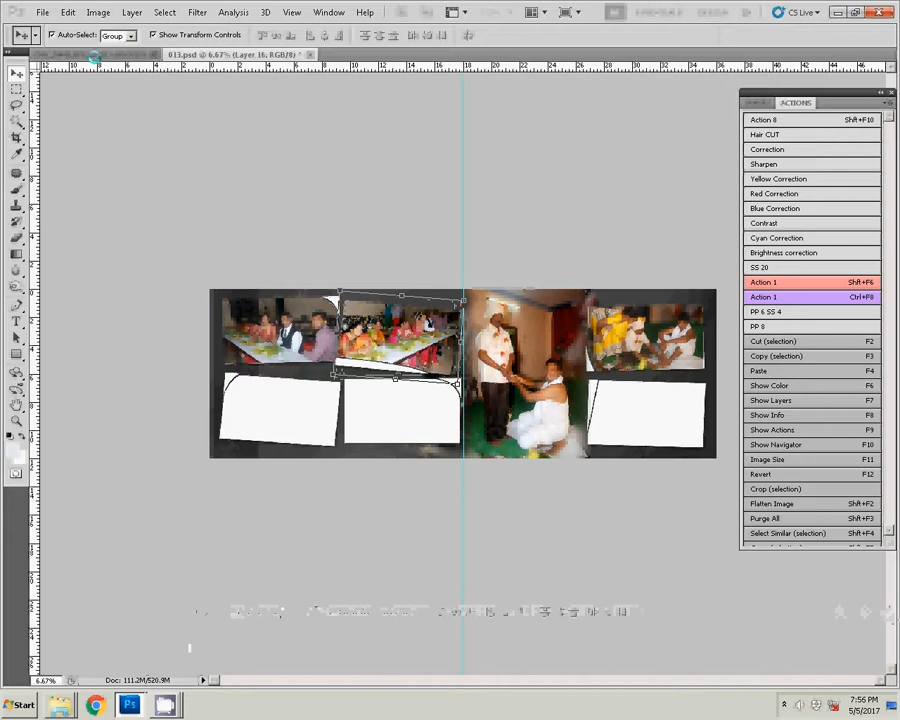 File Edit Image Layer Select Filter Analysis 3D View Window Help CS Live
Auto-Select: Group Show Transform Controls
013.psd @ 6.67% (Layer 16, RGB/8) *
ACTIONS
Action 8 Shft+F10
Hair CUT
Correction
Sharpen
Yellow Correction
Red Correction
Blue Correction
Contrast
Cyan Correction
Brightness correction
SS 20
Action 1 Shft+F6
Action 1 Ctrl+F8
PP 6 SS 4
PP 8
Cut (selection) F2
Copy (selection) F3
Paste F4
Show Color F6
Show Layers F7
Show Info F8
Show Actions F9
Show Navigator F10
Image Size F11
Revert F12
Crop (selection)
Flatten Image Shft+F2
Purge All Shft+F3
Select Similar (selection) Shft+F4
6.67% Doc: 111.2M/520.9M
Start Ps 7:56 PM
5/5/2017